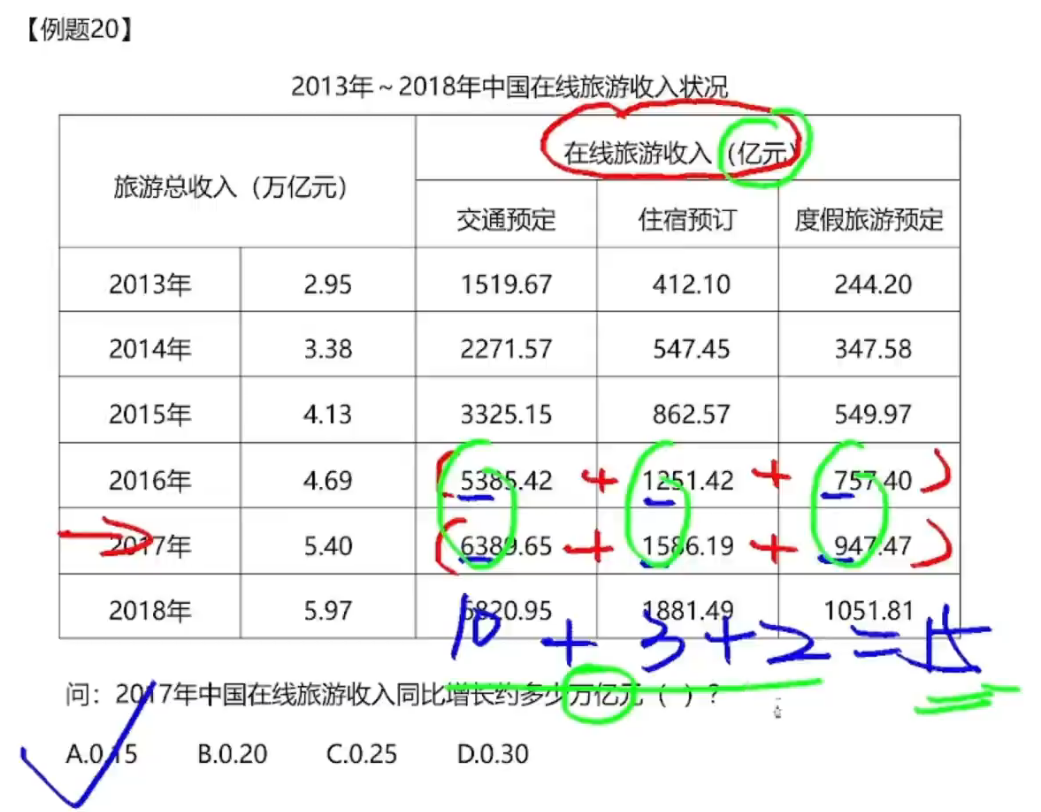 【例题20】
2013年~2018年中国在线旅游收入状况
旅游总收入（万亿元） 在线旅游收入（亿元）
交通预定 住宿预订 度假旅游预定
2013年 2.95 1519.67 412.10 244.20
2014年 3.38 2271.57 547.45 347.58
2015年 4.13 3325.15 862.57 549.97
2016年 4.69 (5385.42 + 1251.42 + 757.40)
2017年 5.40 (6389.65 + 1586.19 + 947.47)
2018年 5.97 6820.95 1881.49 1051.81
10 + 3 + 2 = 15
问：2017年中国在线旅游收入同比增长约多少万亿元（ ）？
A.0.15 B.0.20 C.0.25 D.0.30